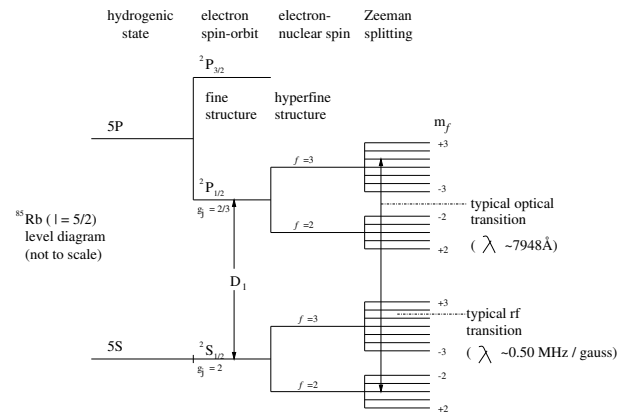 hydrogenic state
electron spin-orbit
electron-nuclear spin
Zeeman splitting
²P₃/₂
fine structure
hyperfine structure
5P
m_f
+3
-3
f =3
²P₁/₂
g_j = 2/3
f =2
-2
+2
typical optical transition
( λ ~7948Å)
⁸⁵Rb ( I = 5/2)
level diagram
(not to scale)
D₁
+3
-3
f =3
typical rf transition
( λ ~0.50 MHz / gauss)
5S
²S₁/₂
g_j = 2
f =2
-2
+2